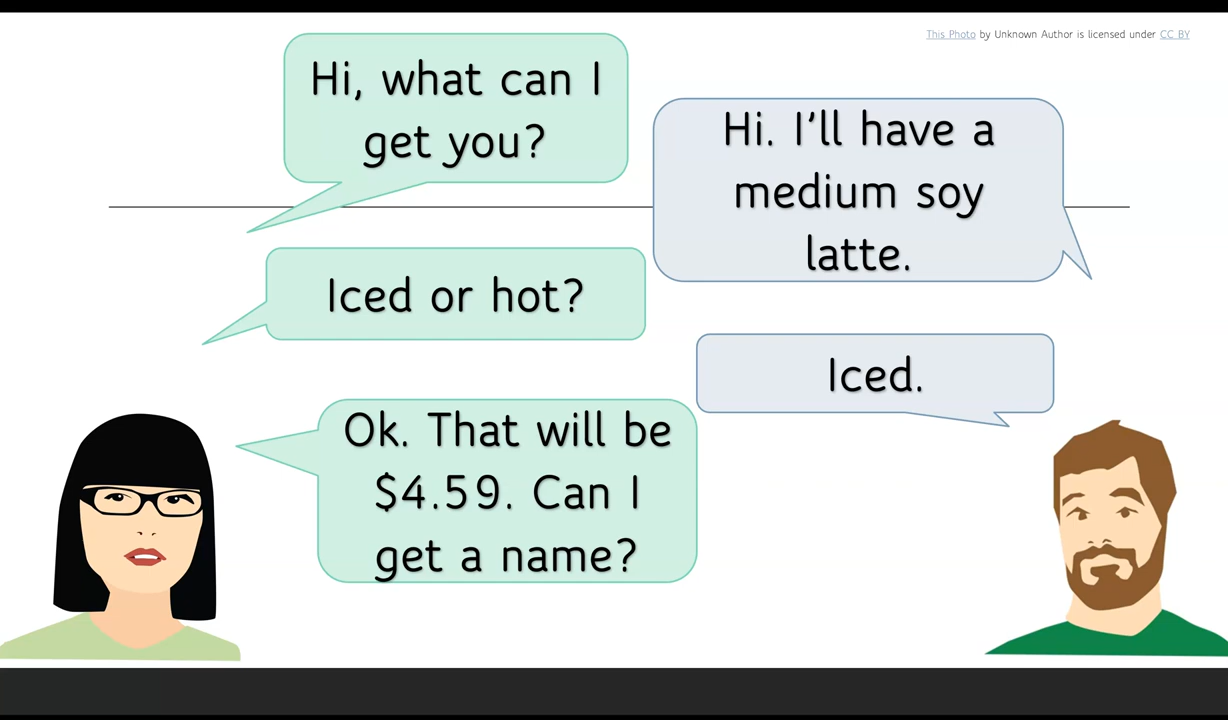 This Photo by Unknown Author is licensed under CC BY
Hi, what can I
get you?
Hi. I'll have a
medium soy
latte.
Iced or hot?
Iced.
Ok. That will be
$4.59. Can I
get a name?